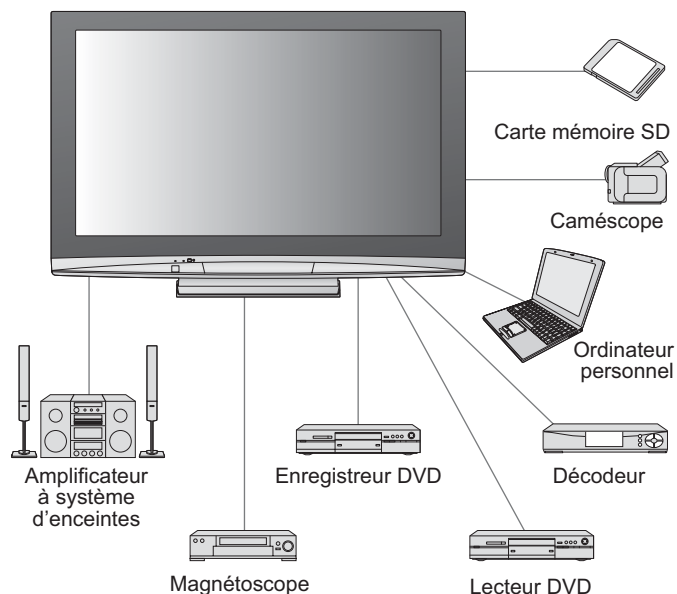 Carte mémoire SD
Caméscope
Ordinateur
personnel
Amplificateur
à système
d'enceintes
Enregistreur DVD
Décodeur
Magnétoscope
Lecteur DVD